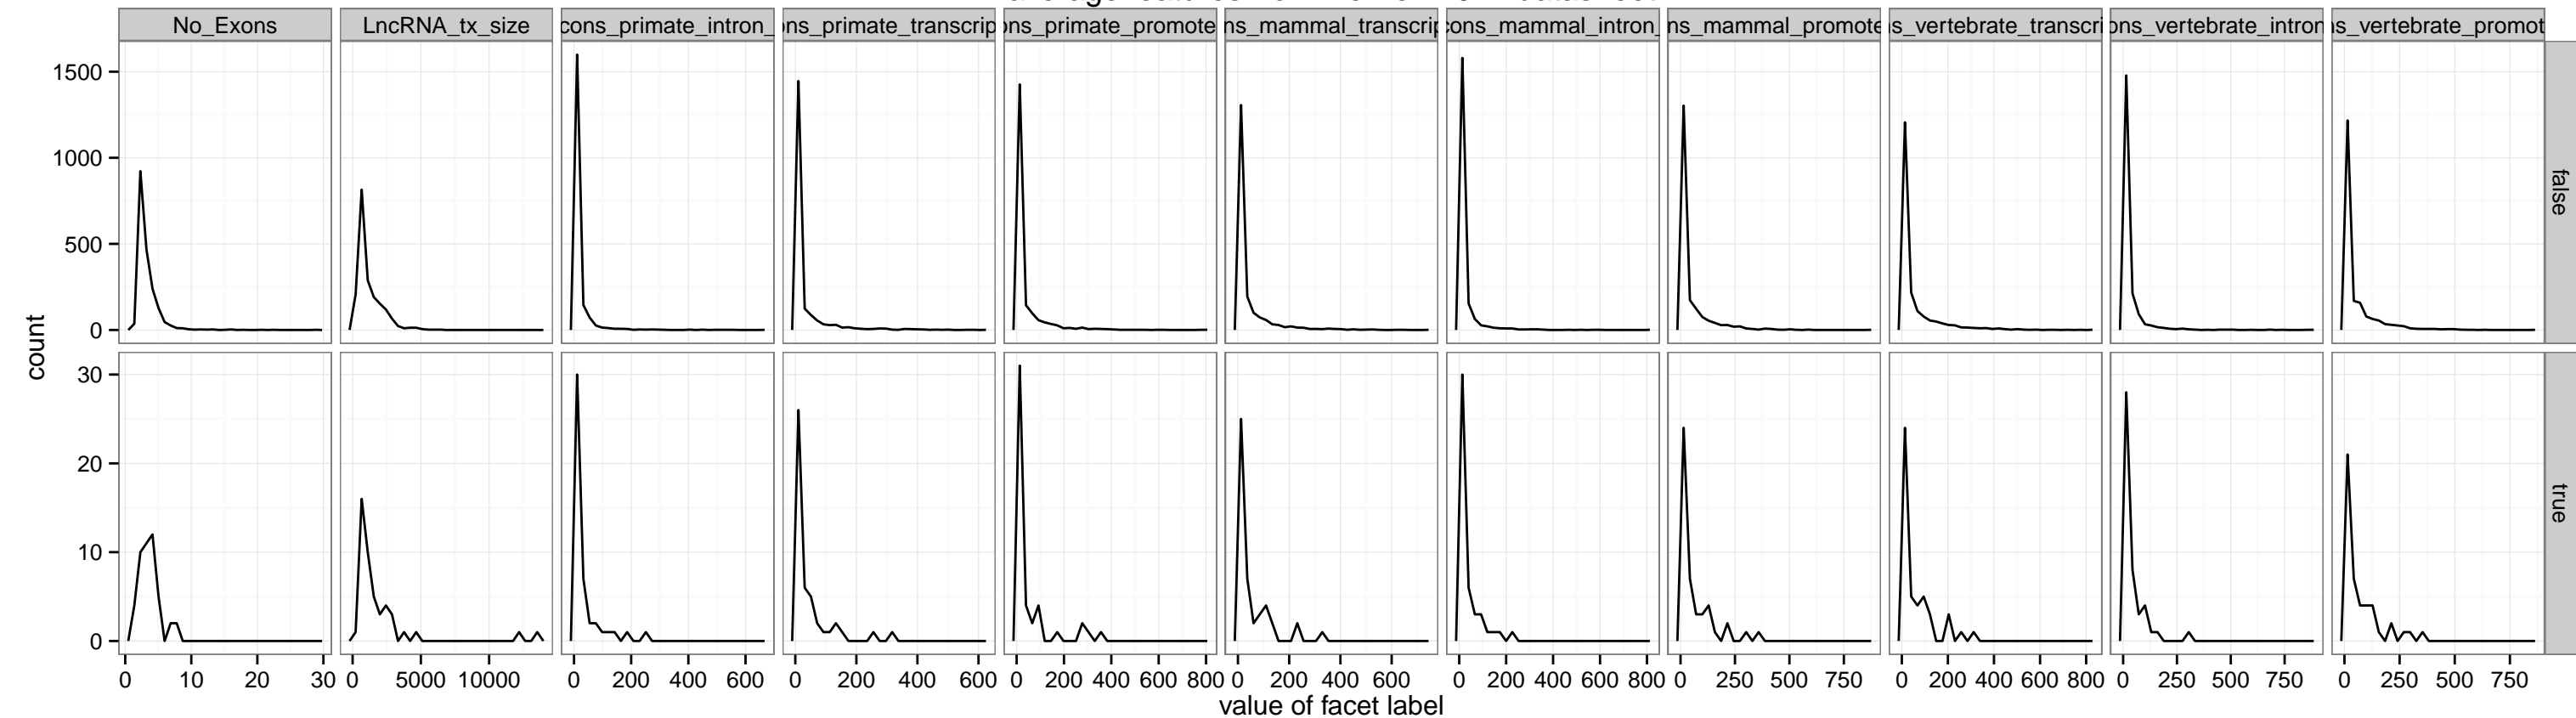 No_Exons LncRNA_tx_size cons_primate_intron_ ns_primate_transcrip ons_primate_promote ns_mammal_transcrip cons_mammal_intron_ ns_mammal_promote s_vertebrate_transcri ons_vertebrate_intron s_vertebrate_promot
1500
1000
500
0
false
count
30
20
10
0
true
0 10 20 30 0 5000 10000 0 200 400 600 0 200 400 600 0 200 400 600 800 0 200 400 600 0 200 400 600 800 0 250 500 750 0 200 400 600 800 0 250 500 750 0 250 500 750
value of facet label